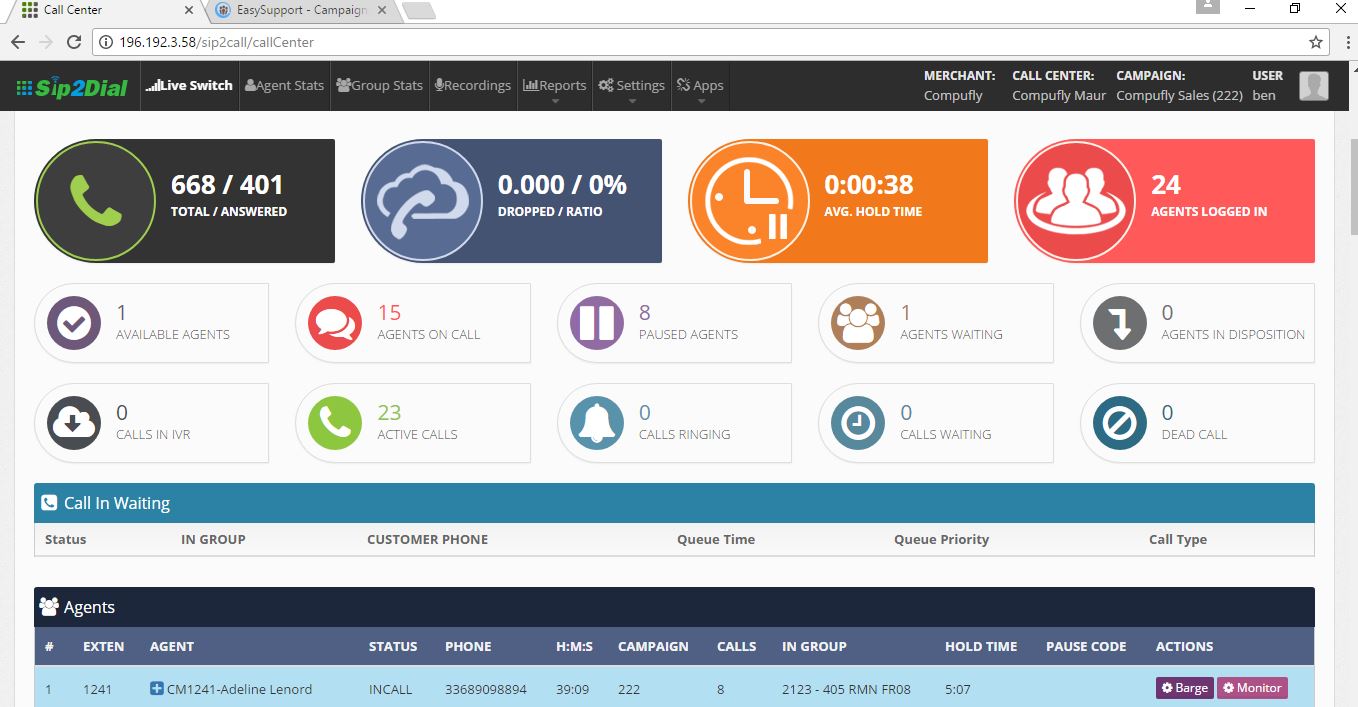 Call Center
EasySupport - Campaign
196.192.3.58/sip2call/callCenter
Sip2Dial
Live Switch
Agent Stats
Group Stats
Recordings
Reports
Settings
Apps
MERCHANT:
Compufly
CALL CENTER:
Compufly Maur
CAMPAIGN:
Compufly Sales (222)
USER
ben
668 / 401
TOTAL / ANSWERED
0.000 / 0%
DROPPED / RATIO
0:00:38
AVG. HOLD TIME
24
AGENTS LOGGED IN
1
AVAILABLE AGENTS
15
AGENTS ON CALL
8
PAUSED AGENTS
1
AGENTS WAITING
0
AGENTS IN DISPOSITION
0
CALLS IN IVR
23
ACTIVE CALLS
0
CALLS RINGING
0
CALLS WAITING
0
DEAD CALL
Call In Waiting
Status IN GROUP CUSTOMER PHONE Queue Time Queue Priority Call Type
Agents
# EXTEN AGENT STATUS PHONE H:M:S CAMPAIGN CALLS IN GROUP HOLD TIME PAUSE CODE ACTIONS
1 1241 CM1241-Adeline Lenord INCALL 33689098894 39:09 222 8 2123 - 405 RMN FR08 5:07 Barge Monitor